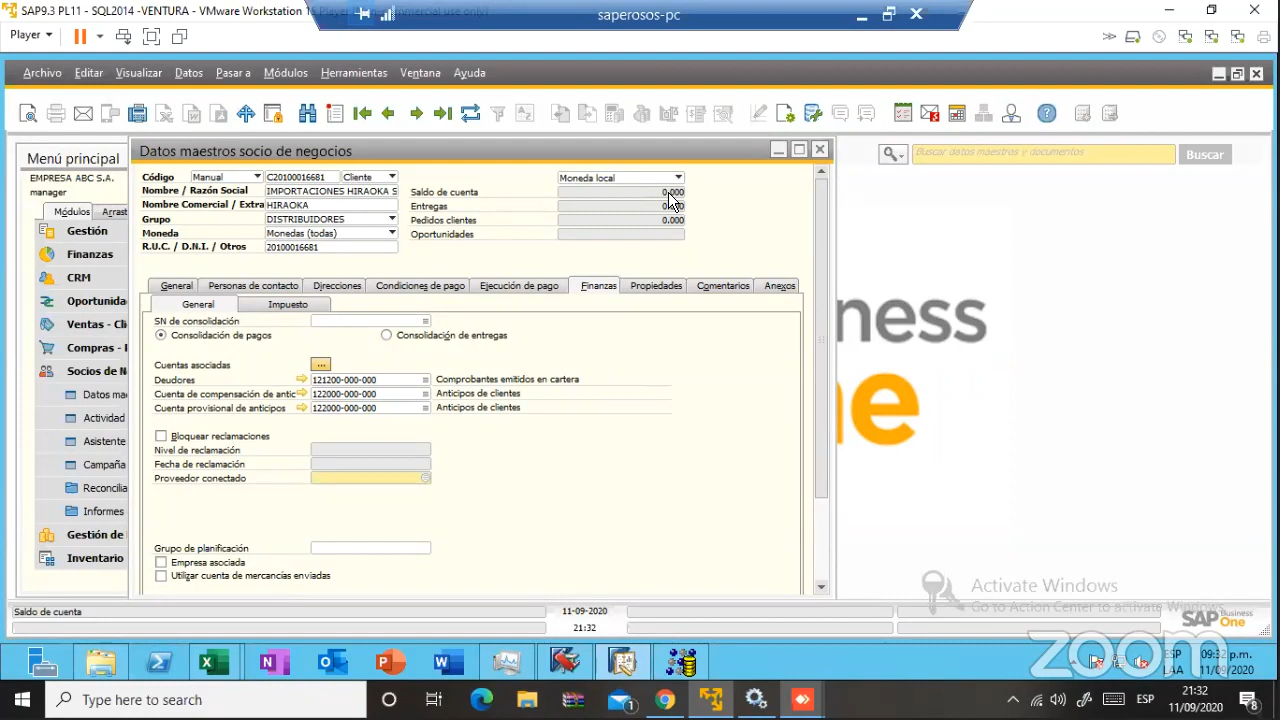 SAP9.3 PL11 - SQL2014 -VENTURA - VMware Workstation
saperosos-pc
Player
Archivo Editar Visualizar Datos Pasar a Módulos Herramientas Ventana Ayuda
Menú principal
EMPRESA ABC S.A.
manager
Módulos
Gestión
Finanzas
CRM
Ventas - Cli
Compras - I
Datos ma
Actividad
Asistente
Campaña
Informes
Inventario
Datos maestros socio de negocios
Código Manual C20100016681 Cliente Moneda local
Nombre / Razón Social IMPORTACIONES HIRAOKA S Saldo de cuenta 0.000
Nombre Comercial / Extra HIRAOKA Entregas
Grupo DISTRIBUIDORES Pedidos clientes 0.000
Moneda Monedas (todas) Oportunidades
R.U.C. / D.N.I / Otros 20100016681
General Personas de contacto Direcciones Condiciones de pago Ejecución de pago Finanzas Propiedades Comentarios Anexos
General Impuesto
SN de consolidación
Consolidación de pagos Consolidación de entregas
Cuentas asociadas ...
Deudores 121200-000-000 Comprobantes emitidos en cartera
Cuenta de compensación de antic 122000-000-000 Anticipos de clientes
Cuenta provisional de anticipos 122000-000-000 Anticipos de clientes
Bloquear reclamaciones
Nivel de reclamación
Fecha de reclamación
Proveedor conectado
Grupo de planificación
Empresa asociada
Utilizar cuenta de mercancías enviadas
Buscar datos maestros y documentos Buscar
iness
ne
Activate Windows
Go to Action Center to activate Windows.
Saldo de cuenta 11-09-2020
21:32
SAP Business One
zoom
ESP 09:32 p.m.
LAA 11/09/2020
Type here to search
ESP 21:32
11/09/2020
1
8